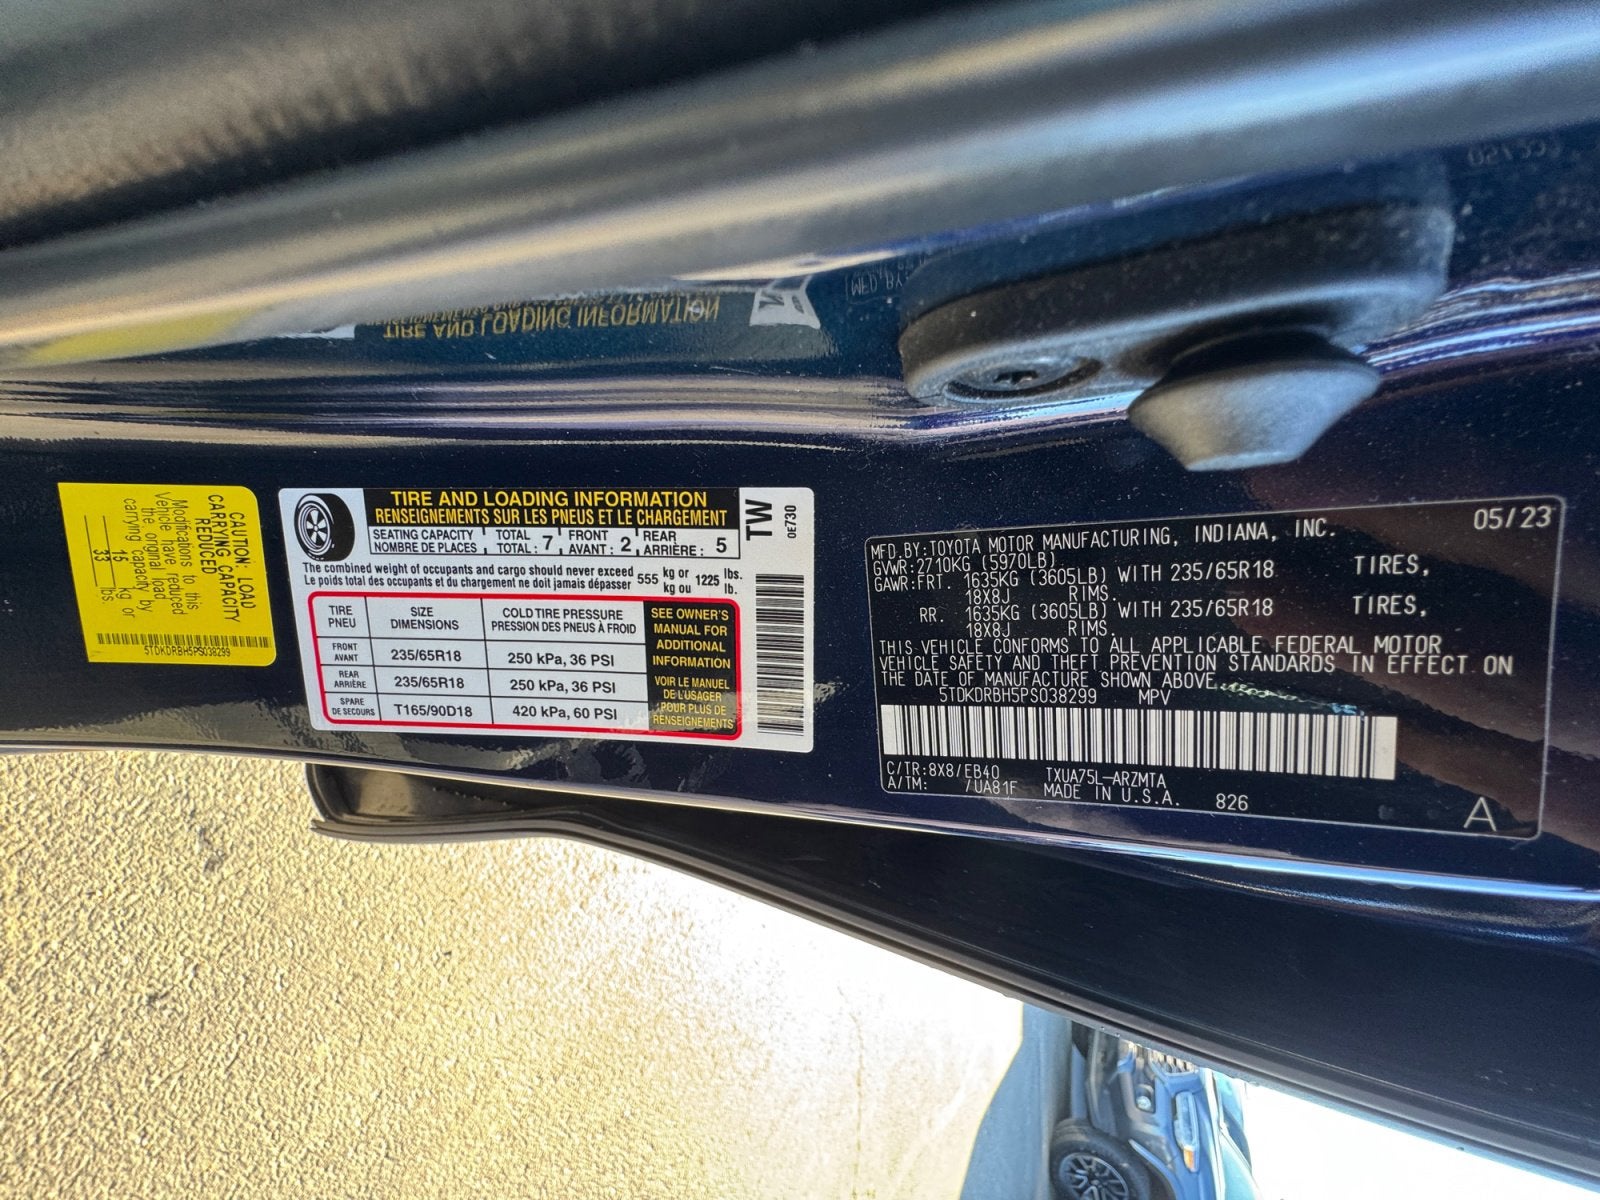 CAUTION: LOAD
CARRYING CAPACITY
REDUCED
Modifications to this
Vehicle have reduced
the original load
carrying capacity by
15 kg or
33 lbs
5TDKDRBH5PS038299
TIRE AND LOADING INFORMATION
RENSEIGNEMENTS SUR LES PNEUS ET LE CHARGEMENT
SEATING CAPACITY
NOMBRE DE PLACES
TOTAL
TOTAL : 7
FRONT
AVANT : 2
REAR
ARRIÈRE : 5
The combined weight of occupants and cargo should never exceed
Le poids total des occupants et du chargement ne doit jamais dépasser
555 kg or
kg ou
1225 lbs.
lb.
TIRE
PNEU
SIZE
DIMENSIONS
COLD TIRE PRESSURE
PRESSION DES PNEUS À FROID
FRONT
AVANT
235/65R18
250 kPa, 36 PSI
REAR
ARRIÈRE
235/65R18
250 kPa, 36 PSI
SPARE
DE SECOURS
T165/90D18
420 kPa, 60 PSI
SEE OWNER'S
MANUAL FOR
ADDITIONAL
INFORMATION
VOIR LE MANUEL
DE L'USAGER
POUR PLUS DE
RENSEIGNEMENTS
TW
0E730
05/23
MFD.BY:TOYOTA MOTOR MANUFACTURING, INDIANA, INC.
GVWR:2710KG (5970LB)
GAWR:FRT. 1635KG (3605LB) WITH 235/65R18 TIRES,
18X8J RIMS.
RR. 1635KG (3605LB) WITH 235/65R18 TIRES,
18X8J RIMS.
THIS VEHICLE CONFORMS TO ALL APPLICABLE FEDERAL MOTOR
VEHICLE SAFETY AND THEFT PREVENTION STANDARDS IN EFFECT ON
THE DATE OF MANUFACTURE SHOWN ABOVE.
5TDKDRBH5PS038299 MPV
C/TR:8X8/EB40 TXUA75L-ARZMTA
A/TM: /UA81F MADE IN U.S.A. 826
A